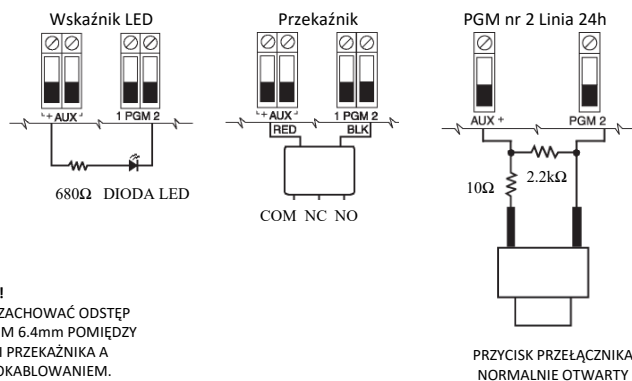 Wskaźnik LED
+ AUX -
1 PGM 2
680Ω DIODA LED
Przekaźnik
+ AUX -
1 PGM 2
RED
BLK
COM NC NO
PGM nr 2 Linia 24h
AUX +
PGM 2
10Ω
2.2kΩ
PRZYCISK PRZEŁĄCZNIKA
NORMALNIE OTWARTY
!
ZACHOWAĆ ODSTĘP
M 6.4mm POMIĘDZY
PRZEKAŹNIKA A
OKABLOWANIEM.